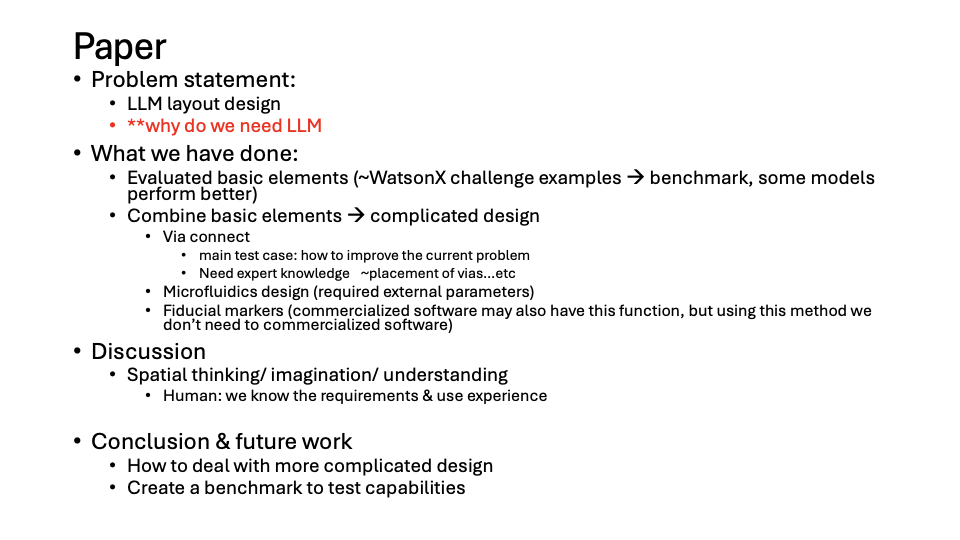 Paper
• Problem statement:
• LLM layout design
• **why do we need LLM
• What we have done:
• Evaluated basic elements (~WatsonX challenge examples → benchmark, some models
perform better)
• Combine basic elements → complicated design
• Via connect
• main test case: how to improve the current problem
• Need expert knowledge ~placement of vias...etc
• Microfluidics design (required external parameters)
• Fiducial markers (commercialized software may also have this function, but using this method we
don't need to commercialized software)
• Discussion
• Spatial thinking/ imagination/ understanding
• Human: we know the requirements & use experience
• Conclusion & future work
• How to deal with more complicated design
• Create a benchmark to test capabilities